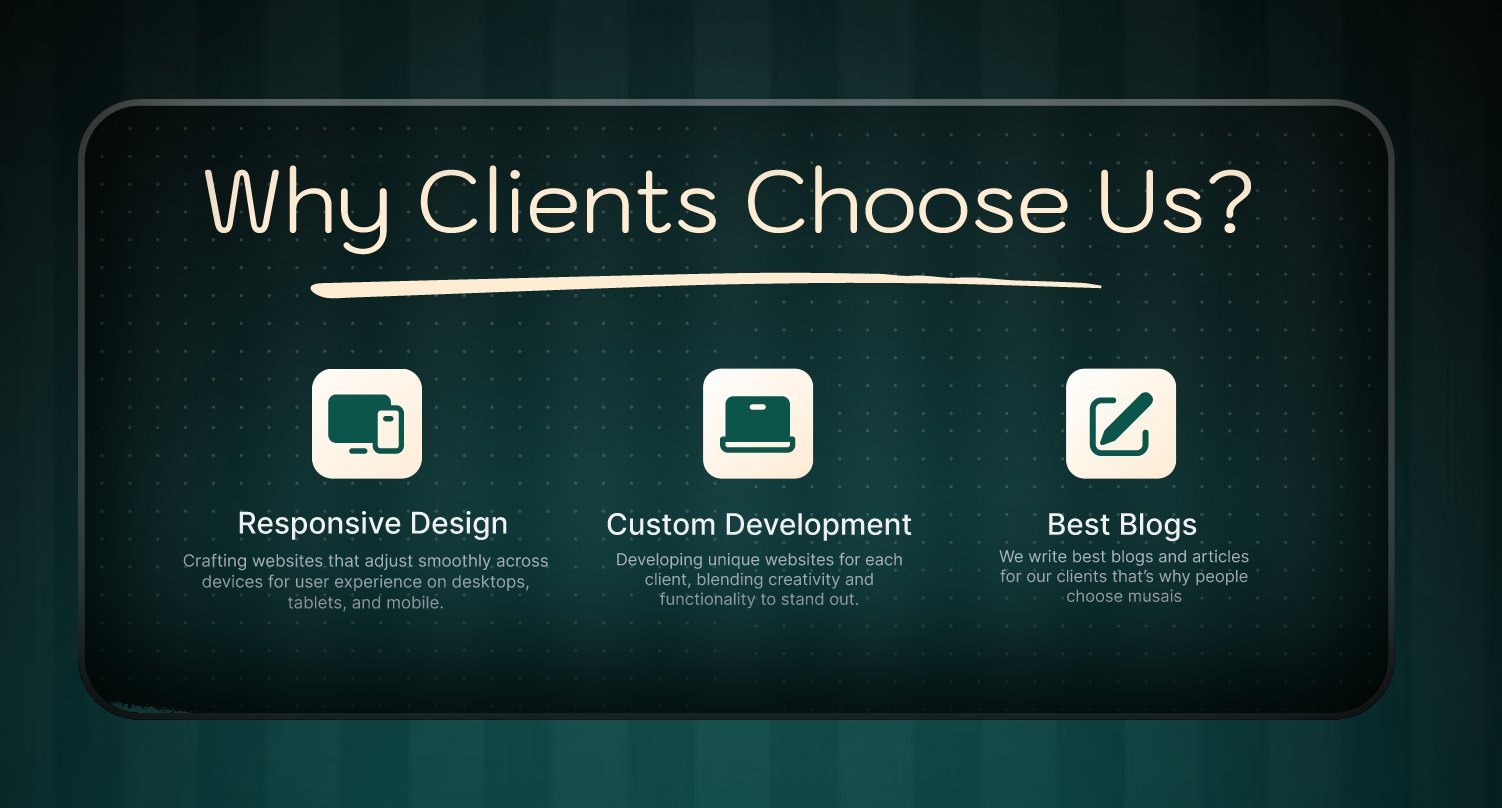 Why Clients Choose Us?
Responsive Design
Crafting websites that adjust smoothly across
devices for user experience on desktops,
tablets, and mobile.
Custom Development
Developing unique websites for each
client, blending creativity and
functionality to stand out.
Best Blogs
We write best blogs and articles
for our clients that’s why people
choose musais